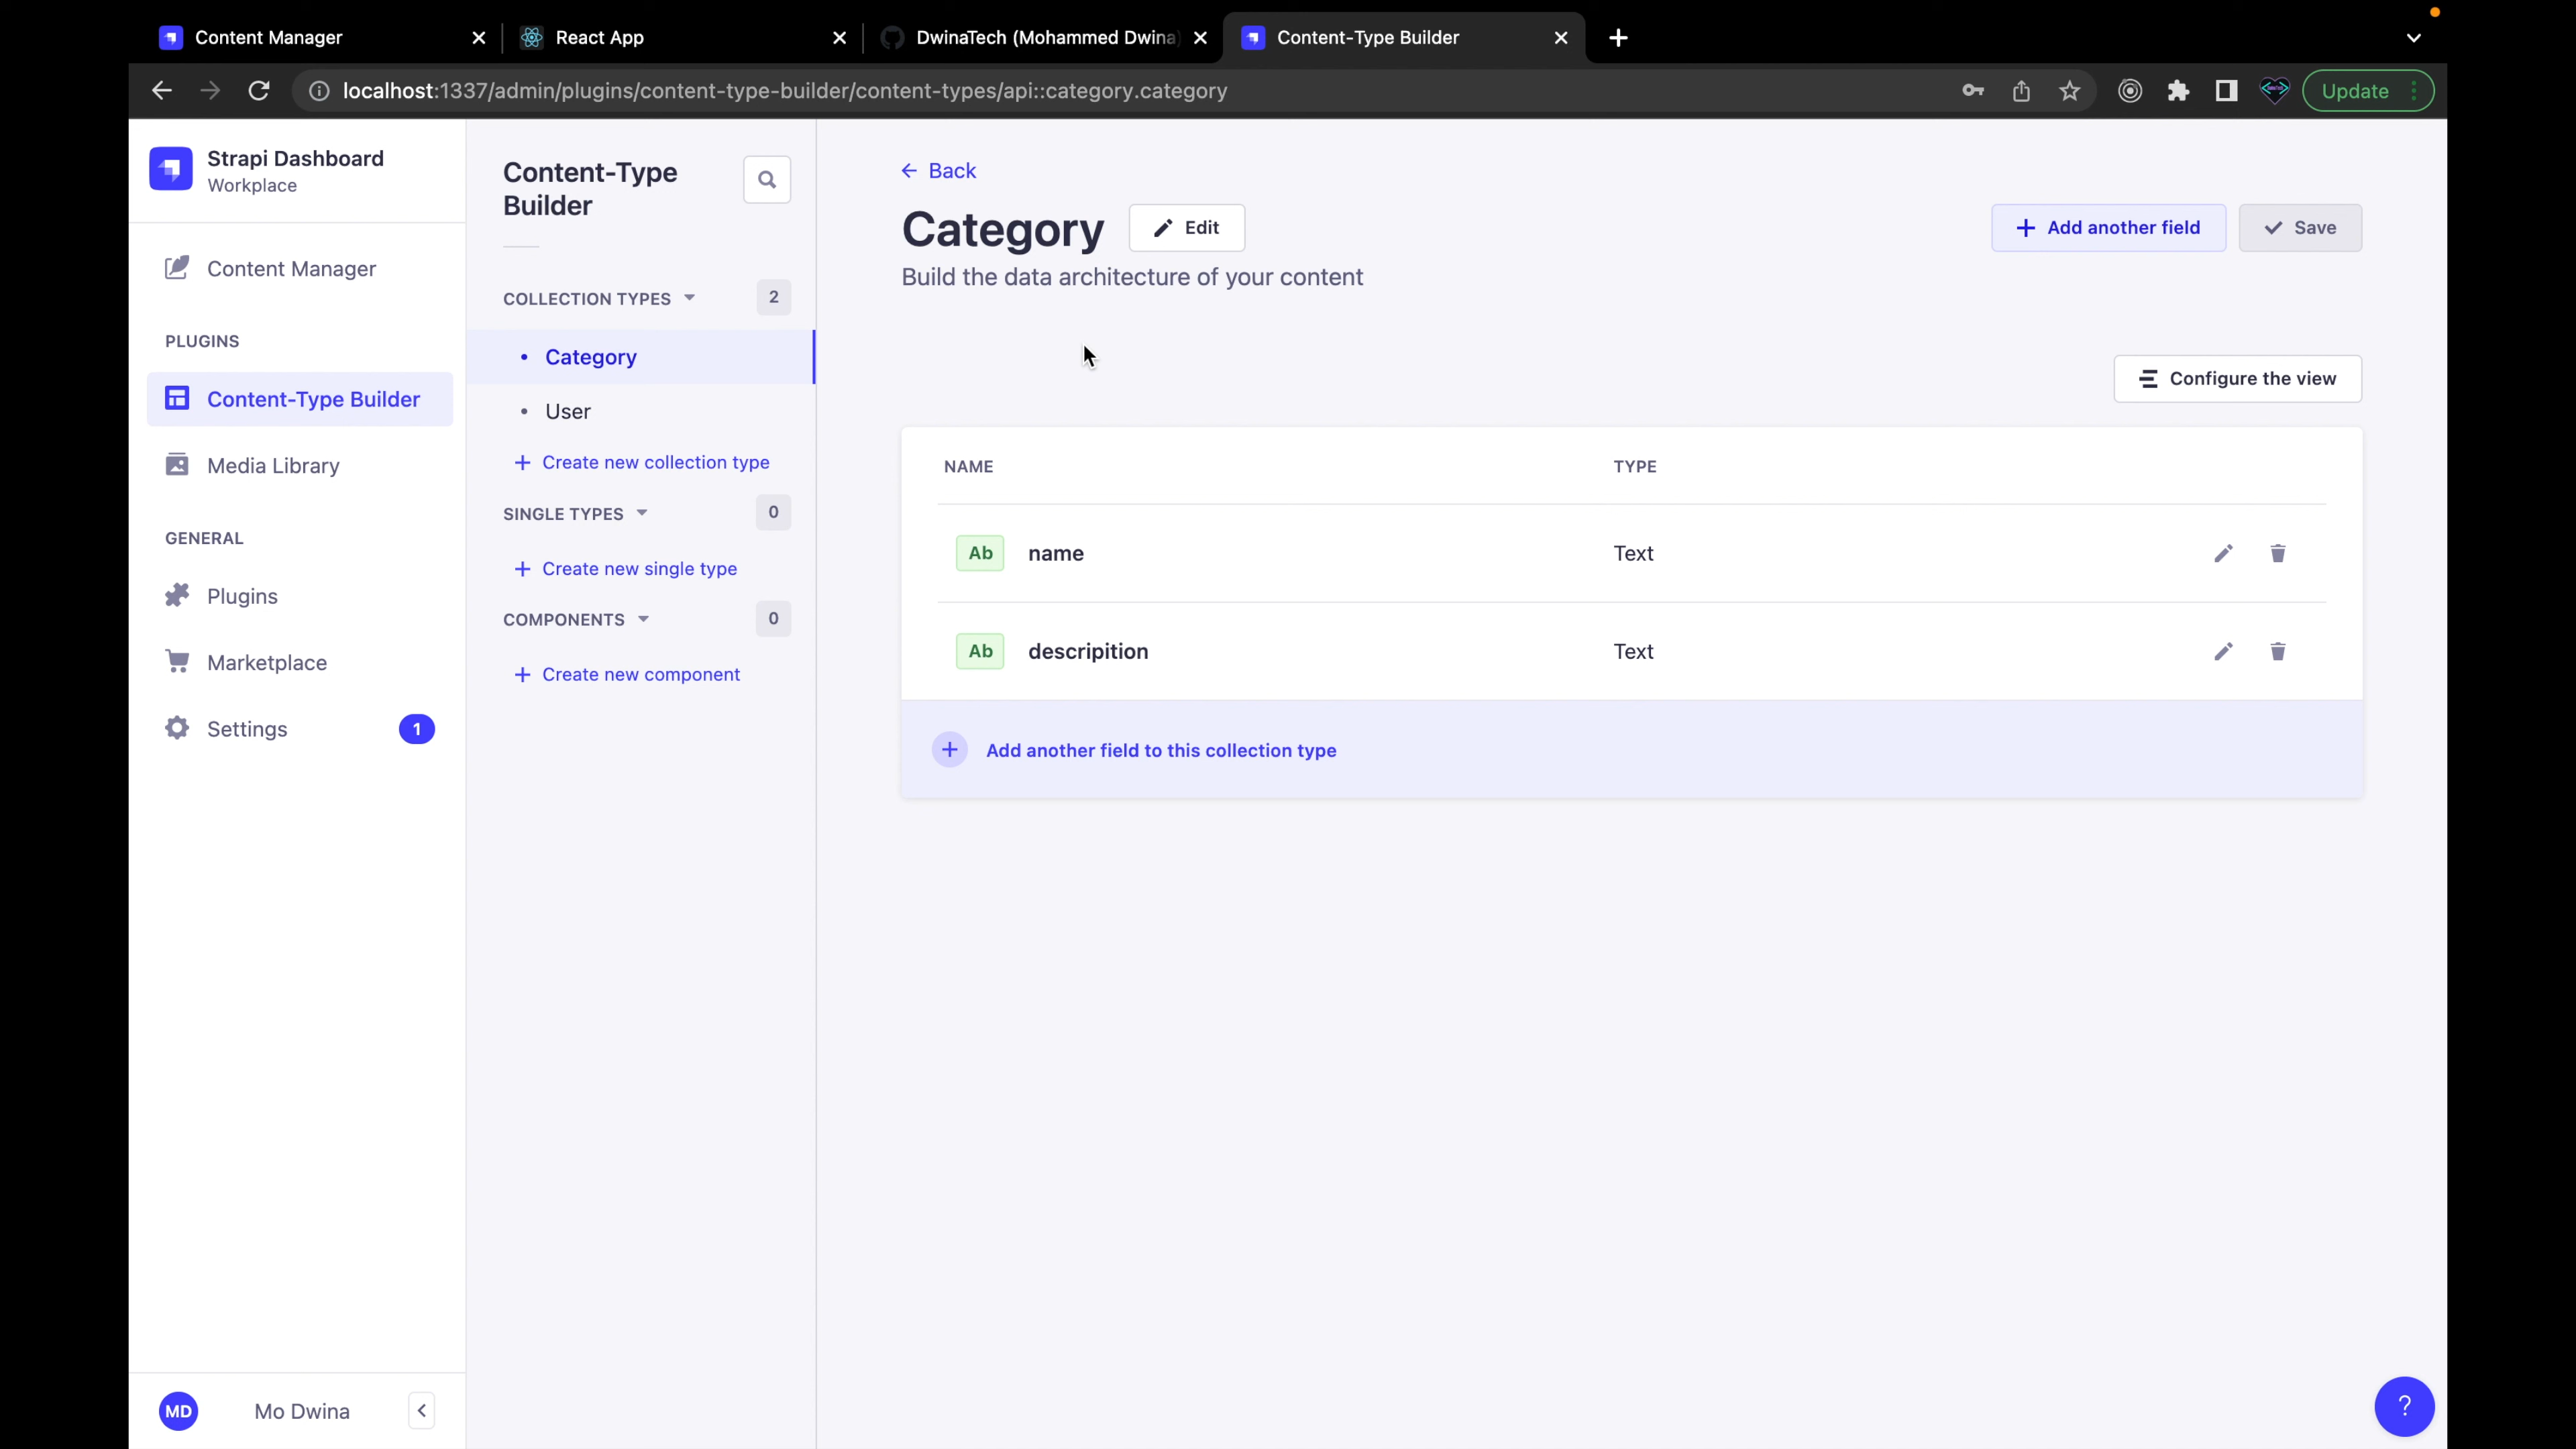 Content Manager
React App
DwinaTech (Mohammed Dwina)
Content-Type Builder
localhost:1337/admin/plugins/content-type-builder/content-types/api::category.category
Update
Strapi Dashboard
Workplace
Content Manager
PLUGINS
Content-Type Builder
Media Library
GENERAL
Plugins
Marketplace
Settings
1
MD
Mo Dwina
Content-Type
Builder
COLLECTION TYPES
2
Category
User
Create new collection type
SINGLE TYPES
0
Create new single type
COMPONENTS
0
Create new component
Back
Category
Edit
Add another field
Save
Build the data architecture of your content
Configure the view
NAME TYPE
Ab name Text
Ab descripition Text
Add another field to this collection type
?